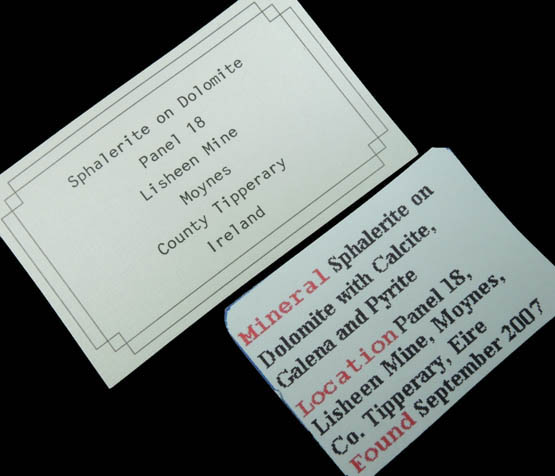 Sphalerite on Dolomite
Panel 18
Lisheen Mine
Moynes
County Tipperary
Ireland
Mineral Sphalerite on
Dolomite with Calcite,
Galena and Pyrite
Location Panel 18,
Lisheen Mine, Moynes,
Co. Tipperary, Eire
Found September 2007